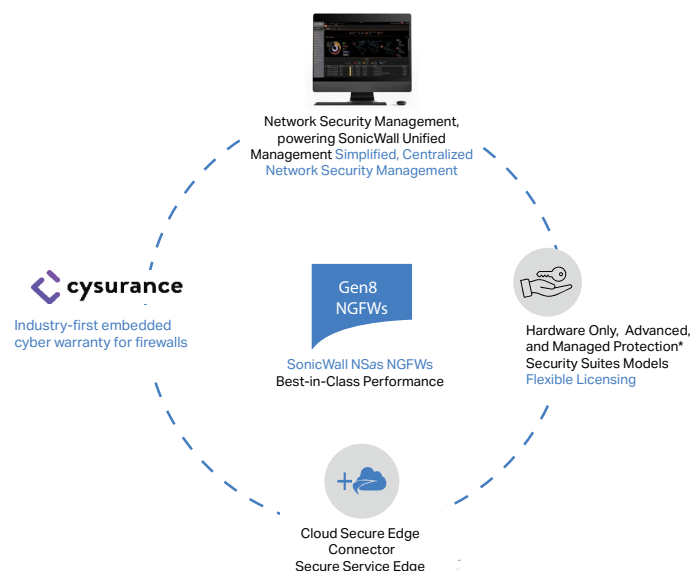 Network Security Management,
powering SonicWall Unified
Management Simplified, Centralized
Network Security Management
cysurance
Industry-first embedded
cyber warranty for firewalls
Gen8
NGFWs
SonicWall NSas NGFWs
Best-in-Class Performance
Hardware Only, Advanced,
and Managed Protection*
Security Suites Models
Flexible Licensing
Cloud Secure Edge
Connector
Secure Service Edge